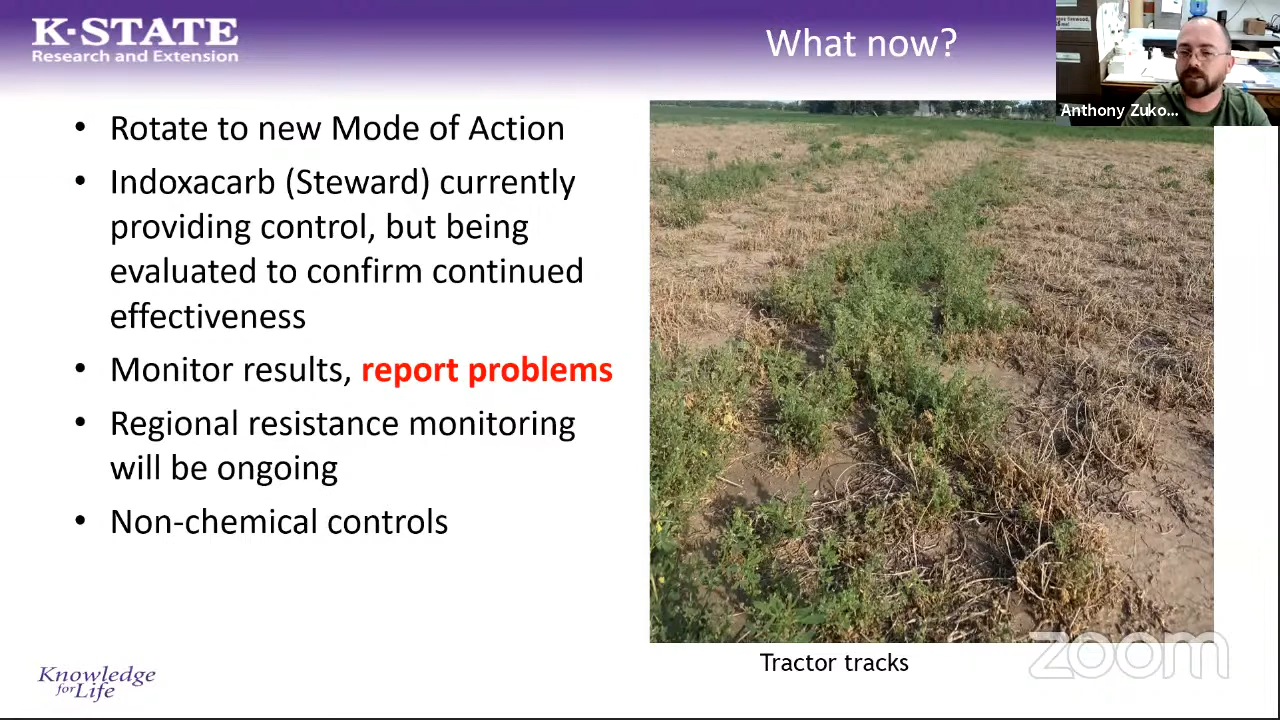 K-STATE
Research and Extension
What now?
Anthony Zuko...
• Rotate to new Mode of Action
• Indoxacarb (Steward) currently
providing control, but being
evaluated to confirm continued
effectiveness
• Monitor results, report problems
• Regional resistance monitoring
will be ongoing
• Non-chemical controls
Tractor tracks
Knowledge
for Life
zoom